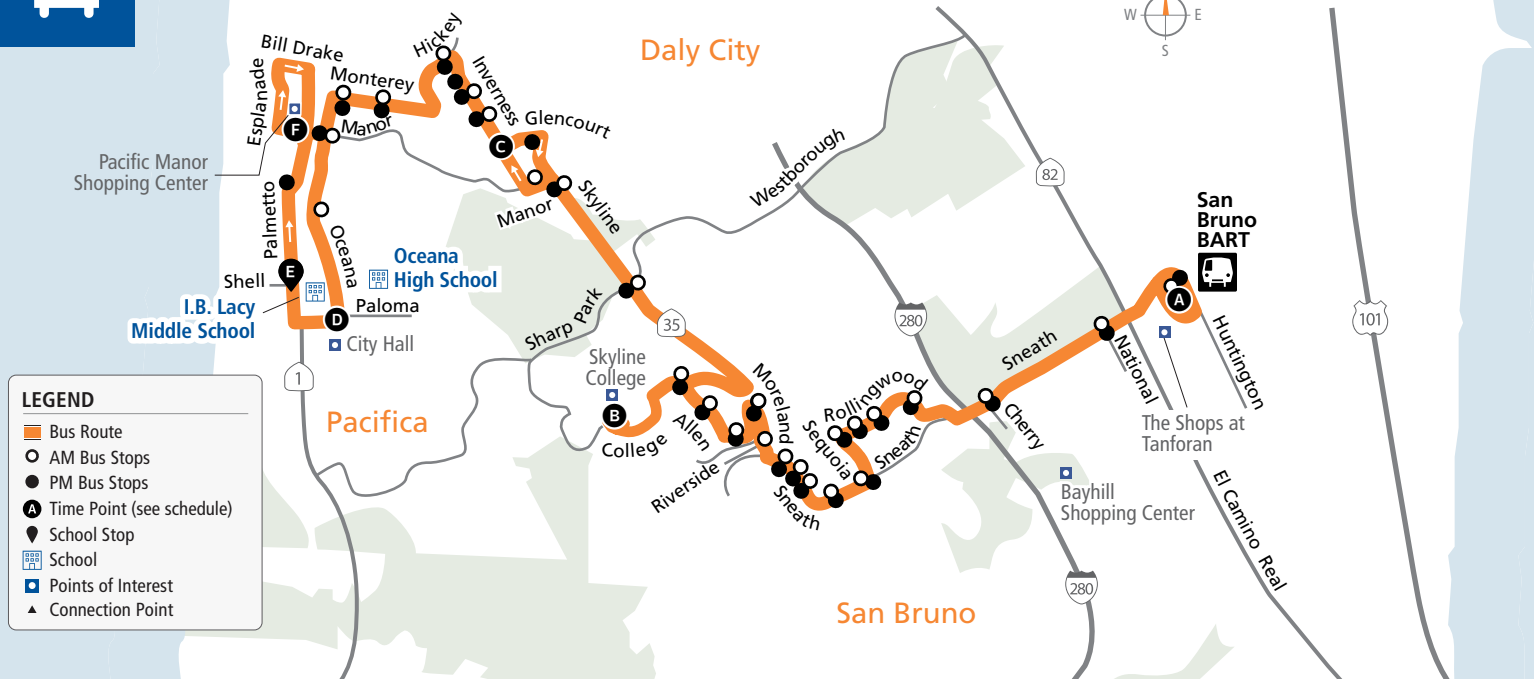 W
E
S
Daly City
Hickey
Bill Drake
Monterey
Inverness
Esplanade
Glencourt
F
Manor
C
Pacific Manor
Shopping Center
Westborough
82
Manor
Skyline
Palmetto
Oceana
San
Bruno
BART
Oceana
High School
E
Shell
I.B. Lacy
Middle School
Paloma
D
City Hall
Sharp Park
35
280
A
101
1
Skyline
College
B
College
Allen
Moreland
Riverside
Rollingwood
Sequoia
Sneath
Sneath
Sneath
National
Huntington
Cherry
The Shops at
Tanforan
Bayhill
Shopping Center
El Camino Real
280
Pacifica
San Bruno
LEGEND
Bus Route
AM Bus Stops
PM Bus Stops
A Time Point (see schedule)
School Stop
School
Points of Interest
Connection Point